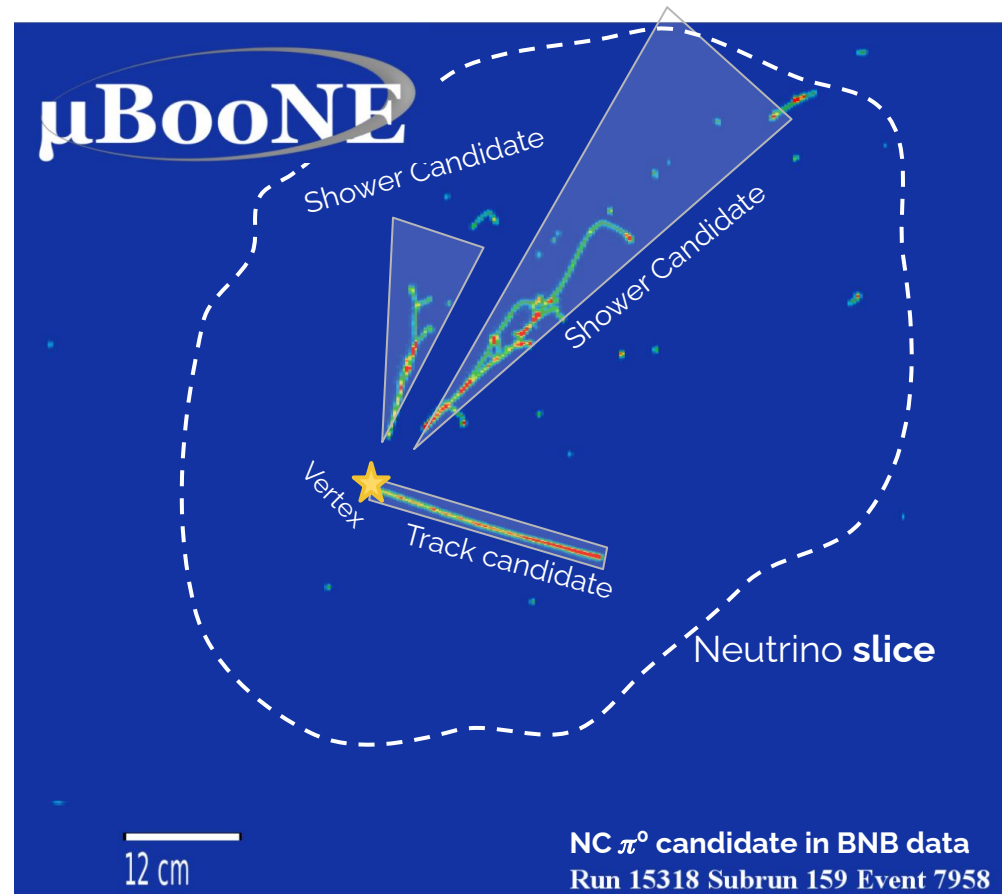 µBooNE
Shower Candidate
Shower Candidate
Vertex
Track candidate
Neutrino slice
12 cm
NC π⁰ candidate in BNB data
Run 15318 Subrun 159 Event 7958